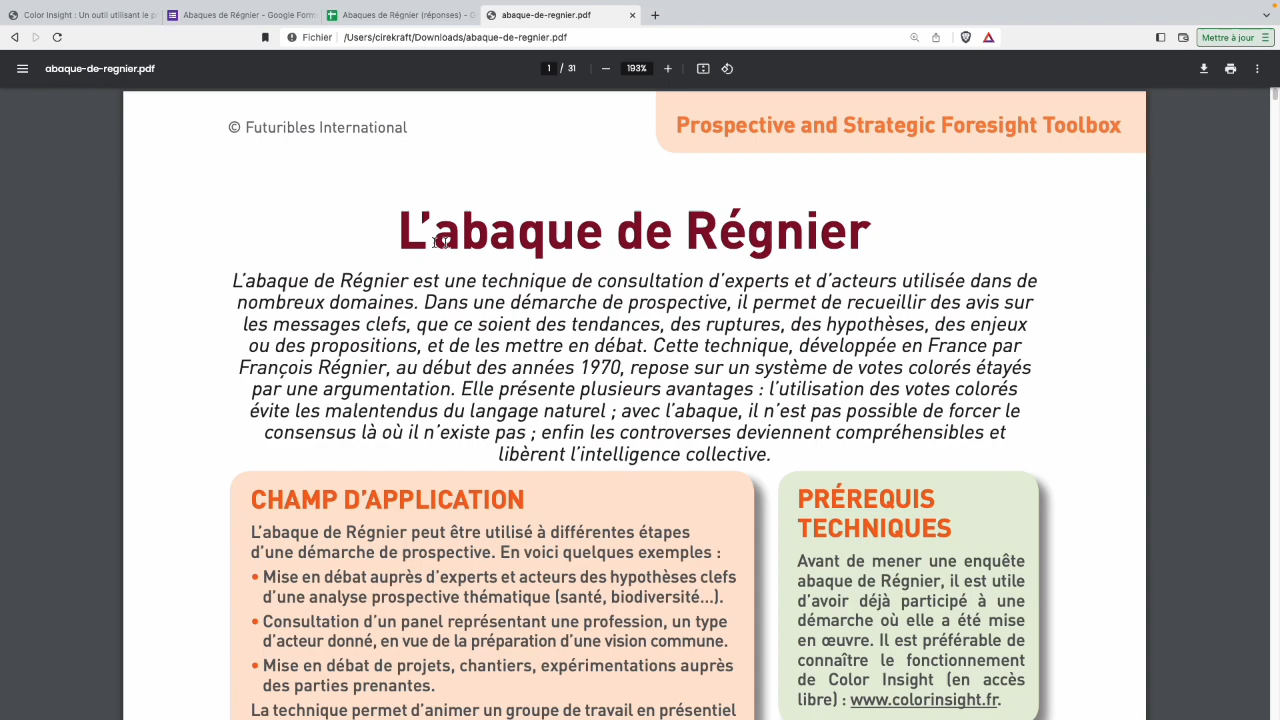 Color Insight : Un outil utilisant le p
Abaques de Régnier - Google Form
Abaques de Régnier (réponses) - G
abaque-de-regnier.pdf
Fichier /Users/cirekraft/Downloads/abaque-de-regnier.pdf
Mettre à jour
abaque-de-regnier.pdf
1 / 31
193%
© Futuribles International
Prospective and Strategic Foresight Toolbox
L'abaque de Régnier
L'abaque de Régnier est une technique de consultation d'experts et d'acteurs utilisée dans de
nombreux domaines. Dans une démarche de prospective, il permet de recueillir des avis sur
les messages clefs, que ce soient des tendances, des ruptures, des hypothèses, des enjeux
ou des propositions, et de les mettre en débat. Cette technique, développée en France par
François Régnier, au début des années 1970, repose sur un système de votes colorés étayés
par une argumentation. Elle présente plusieurs avantages : l'utilisation des votes colorés
évite les malentendus du langage naturel ; avec l'abaque, il n'est pas possible de forcer le
consensus là où il n'existe pas ; enfin les controverses deviennent compréhensibles et
libèrent l'intelligence collective.
CHAMP D'APPLICATION
L'abaque de Régnier peut être utilisé à différentes étapes
d'une démarche de prospective. En voici quelques exemples :
• Mise en débat auprès d'experts et acteurs des hypothèses clefs
d'une analyse prospective thématique (santé, biodiversité...).
• Consultation d'un panel représentant une profession, un type
d'acteur donné, en vue de la préparation d'une vision commune.
• Mise en débat de projets, chantiers, expérimentations auprès
des parties prenantes.
La technique permet d'animer un groupe de travail en présentiel
PRÉREQUIS
TECHNIQUES
Avant de mener une enquête
abaque de Régnier, il est utile
d'avoir déjà participé à une
démarche où elle a été mise
en œuvre. Il est préférable de
connaître le fonctionnement
de Color Insight (en accès
libre) : www.colorinsight.fr.